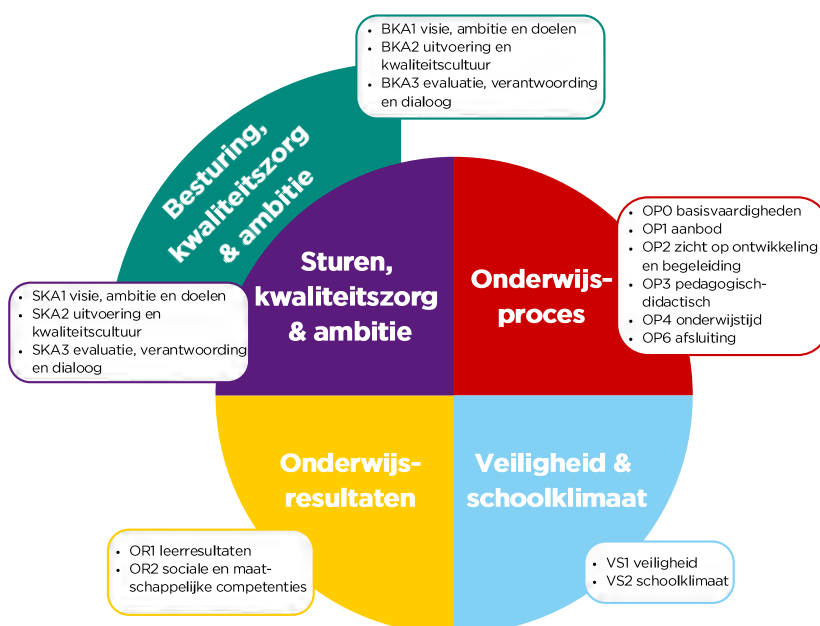 • BKA1 visie, ambitie en doelen
• BKA2 uitvoering en
kwaliteitscultuur
• BKA3 evaluatie, verantwoording
en dialoog
Besturing,
kwaliteitszorg
& ambitie
• SKA1 visie, ambitie en doelen
• SKA2 uitvoering en
kwaliteitscultuur
• SKA3 evaluatie, verantwoording
en dialoog
Sturen,
kwaliteitszorg
& ambitie
Onderwijs-
proces
• OP0 basisvaardigheden
• OP1 aanbod
• OP2 zicht op ontwikkeling
en begeleiding
• OP3 pedagogisch-
didactisch
• OP4 onderwijstijd
• OP6 afsluiting
Onderwijs-
resultaten
Veiligheid &
schoolklimaat
• OR1 leerresultaten
• OR2 sociale en maat-
schappelijke competenties
• VS1 veiligheid
• VS2 schoolklimaat